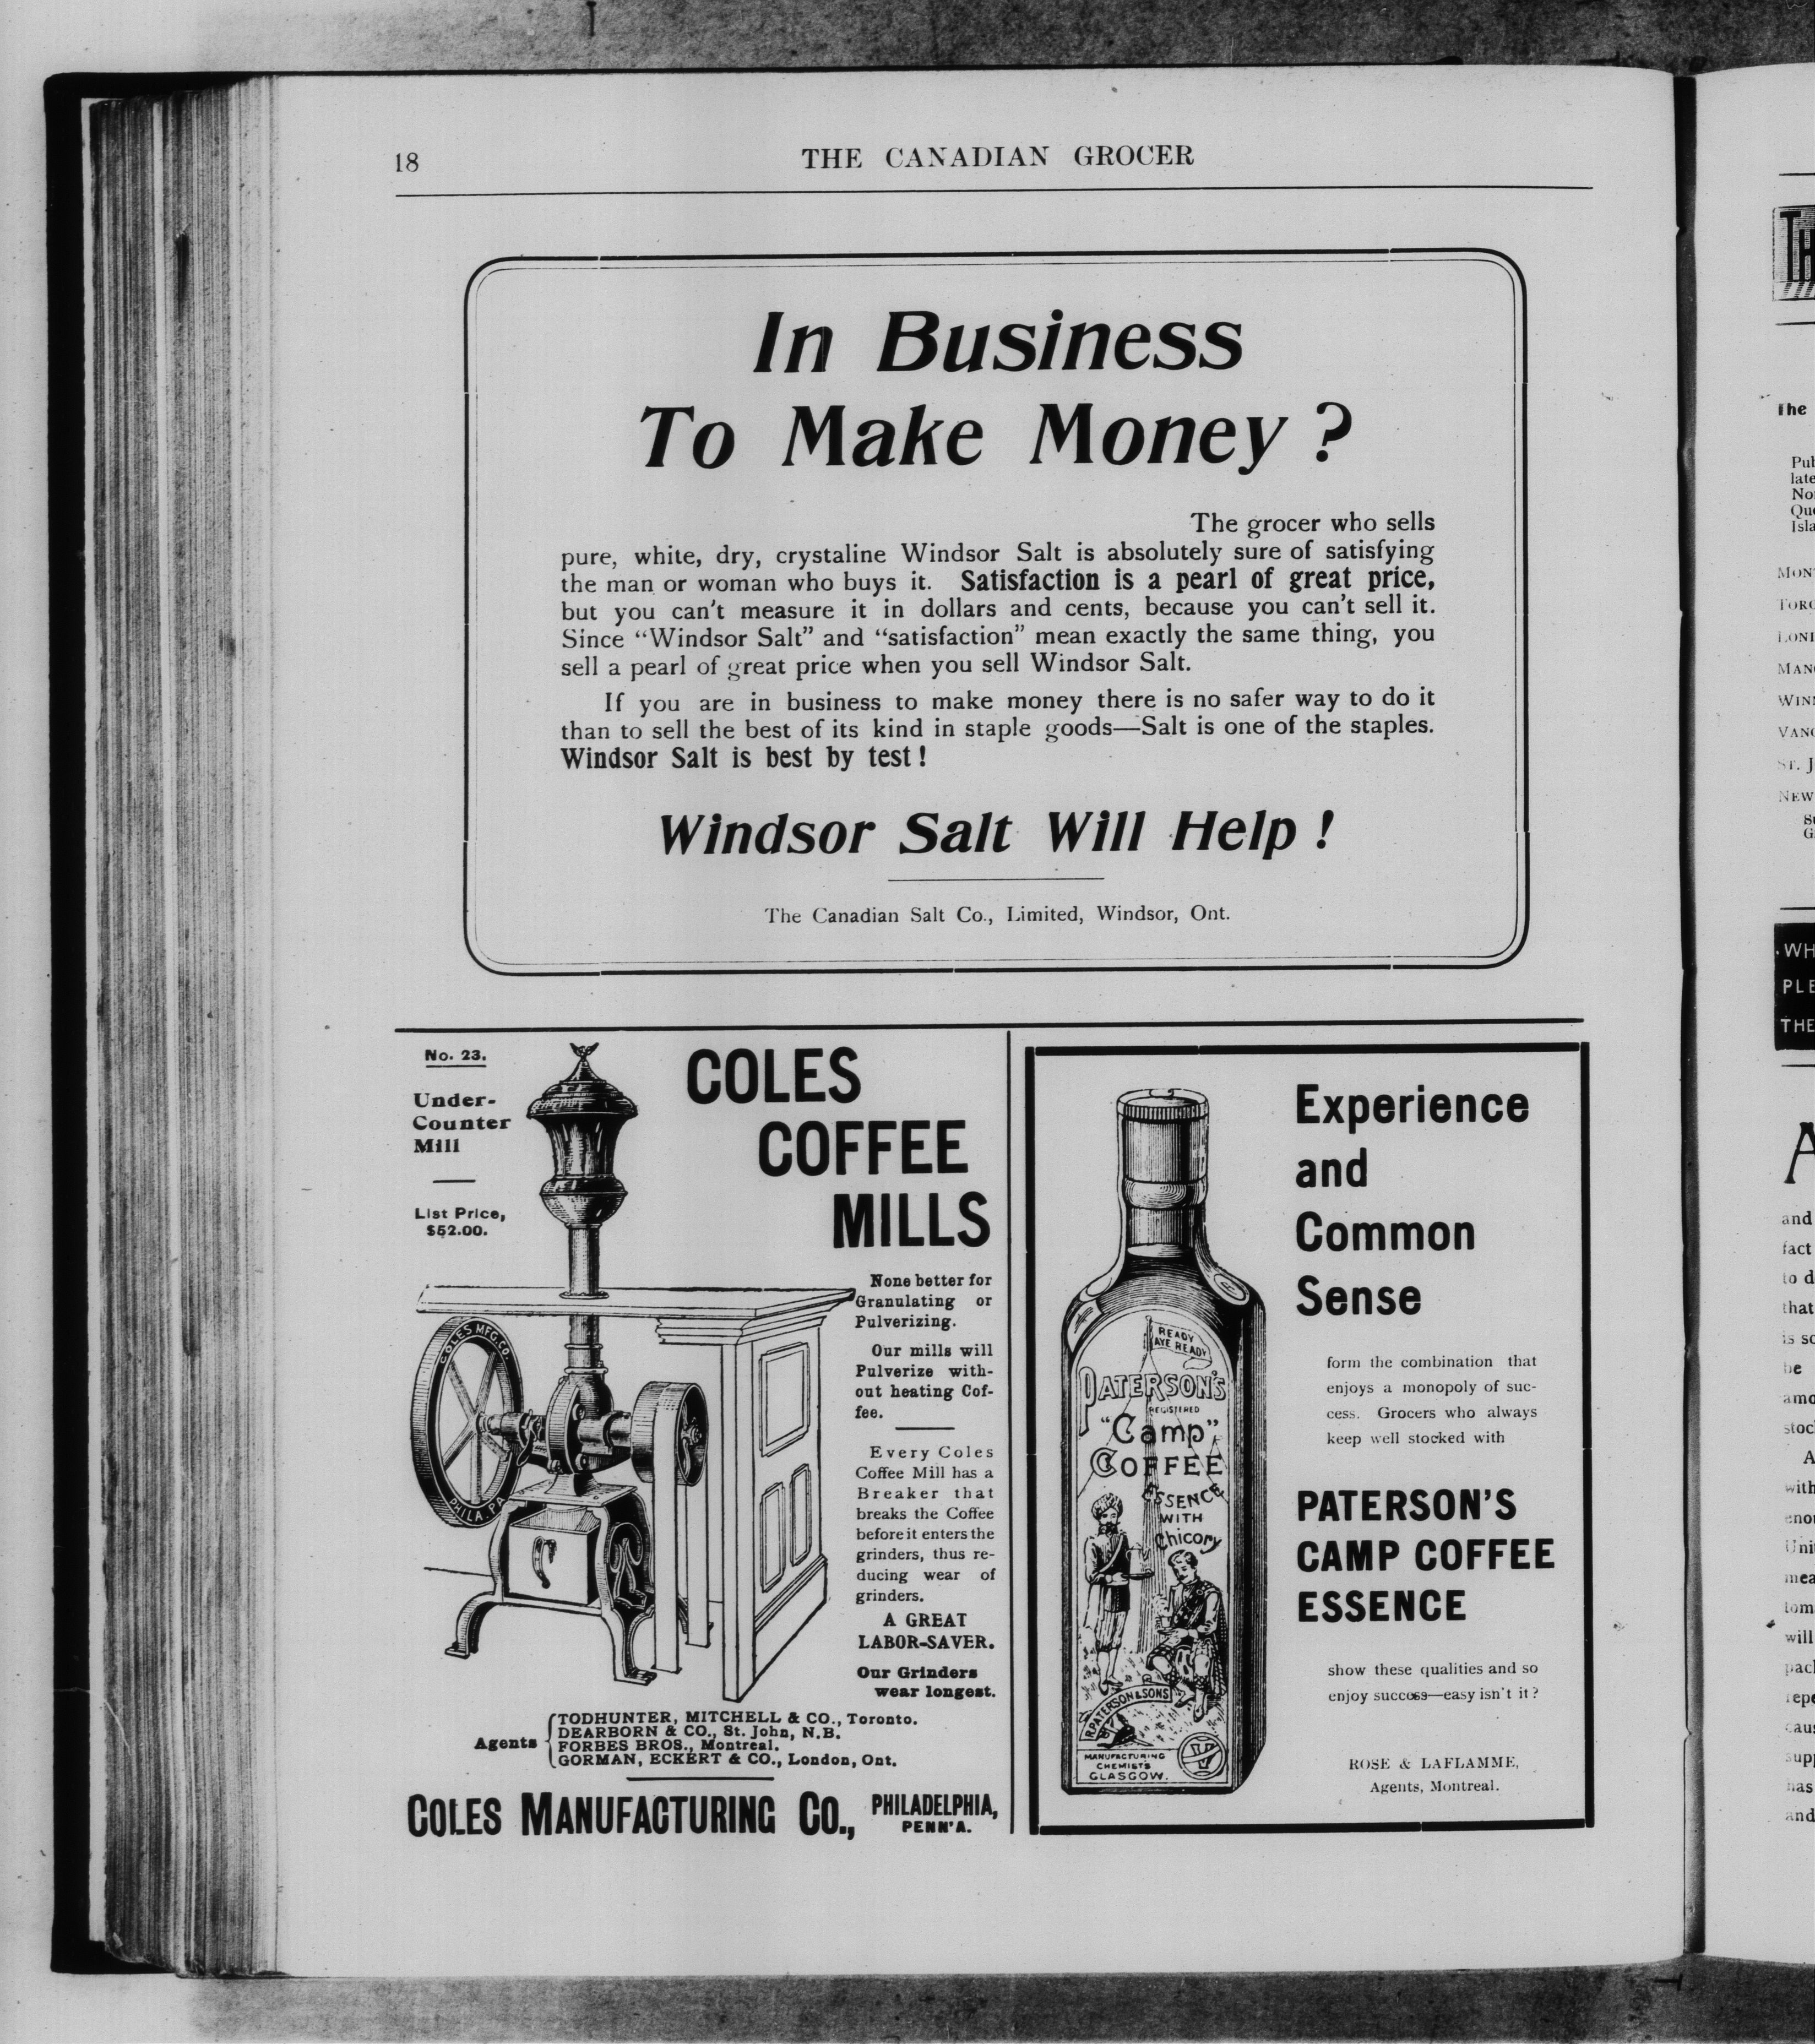 18
THE CANADIAN GROCER
In Business
To Make Money ?
The grocer who sells
pure, white, dry, crystaline Windsor Salt is absolutely sure of satisfying
the man or woman who buys it. Satisfaction is a pearl of great price,
but you can't measure it in dollars and cents, because you can't sell it.
Since "Windsor Salt" and "satisfaction" mean exactly the same thing, you
sell a pearl of great price when you sell Windsor Salt.
If you are in business to make money there is no safer way to do it
than to sell the best of its kind in staple goods—Salt is one of the staples.
Windsor Salt is best by test !
Windsor Salt Will Help !
The Canadian Salt Co., Limited, Windsor, Ont.
No. 23.
Under-
Counter
Mill
List Price,
$52.00.
COLES
COFFEE
MILLS
None better for
Granulating or
Pulverizing.
Our mills will
Pulverize with-
out heating Cof-
fee.
Every Coles
Coffee Mill has a
Breaker that
breaks the Coffee
before it enters the
grinders, thus re-
ducing wear of
grinders.
A GREAT
LABOR-SAVER.
Our Grinders
wear longest.
COLES MFG. CO.
PHILA. PA
Agents
TODHUNTER, MITCHELL & CO., Toronto.
DEARBORN & CO., St. John, N.B.
FORBES BROS., Montreal.
GORMAN, ECKERT & CO., London, Ont.
COLES MANUFACTURING CO., PHILADELPHIA,
PENN'A.
READY
AYE READY
PATERSON'S
REGISTERED
"Camp"
COFFEE
ESSENCE
WITH
Chicory
R. PATERSON & SONS
MANUFACTURING
CHEMISTS
GLASGOW.
Experience
and
Common
Sense
form the combination that
enjoys a monopoly of suc-
cess. Grocers who always
keep well stocked with
PATERSON'S
CAMP COFFEE
ESSENCE
show these qualities and so
enjoy success—easy isn't it ?
ROSE & LAFLAMME,
Agents, Montreal.
The
and
fact
to d
that
with
will
and